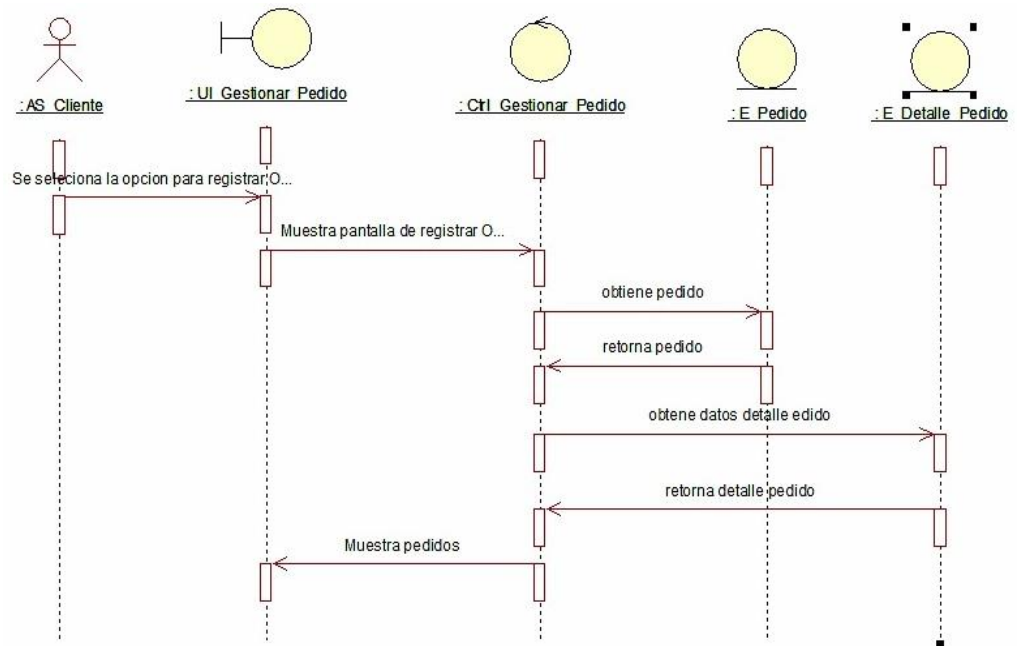 : AS_Cliente
: UI_Gestionar_Pedido
: Ctrl_Gestionar_Pedido
: E_Pedido
: E_Detalle_Pedido
Se seleciona la opcion para registrar O...
Muestra pantalla de registrar O...
obtiene pedido
retorna pedido
obtene datos detalle edido
retorna detalle pedido
Muestra pedidos